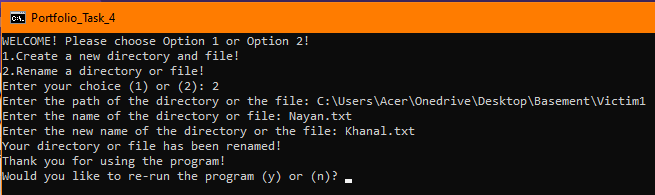 Portfolio_Task_4
WELCOME! Please choose Option 1 or Option 2!
1.Create a new directory and file!
2.Rename a directory or file!
Enter your choice (1) or (2): 2
Enter the path of the directory or the file: C:\Users\Acer\Onedrive\Desktop\Basement\Victim1
Enter the name of the directory or file: Nayan.txt
Enter the new name of the directory or the file: Khanal.txt
Your directory or file has been renamed!
Thank you for using the program!
Would you like to re-run the program (y) or (n)?